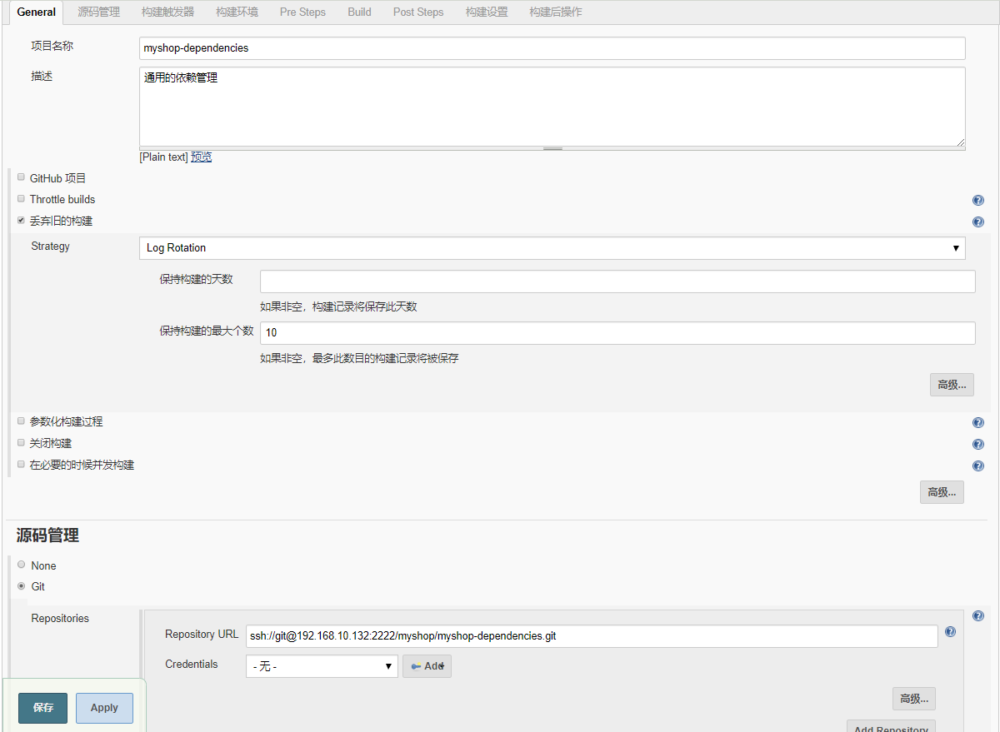 General 源码管理 构建触发器 构建环境 Pre Steps Build Post Steps 构建设置 构建后操作
项目名称 myshop-dependencies
描述 通用的依赖管理
[Plain text] 预览
GitHub 项目
Throttle builds
丢弃旧的构建
Strategy Log Rotation
保持构建的天数
如果非空，构建记录将保存此天数
保持构建的最大个数 10
如果非空，最多此数目的构建记录将被保存
高级...
参数化构建过程
关闭构建
在必要的时候并发构建
高级...
源码管理
None
Git
Repositories
Repository URL ssh://git@192.168.10.132:2222/myshop/myshop-dependencies.git
Credentials - 无 - Add
高级...
保存 Apply
Add Repository